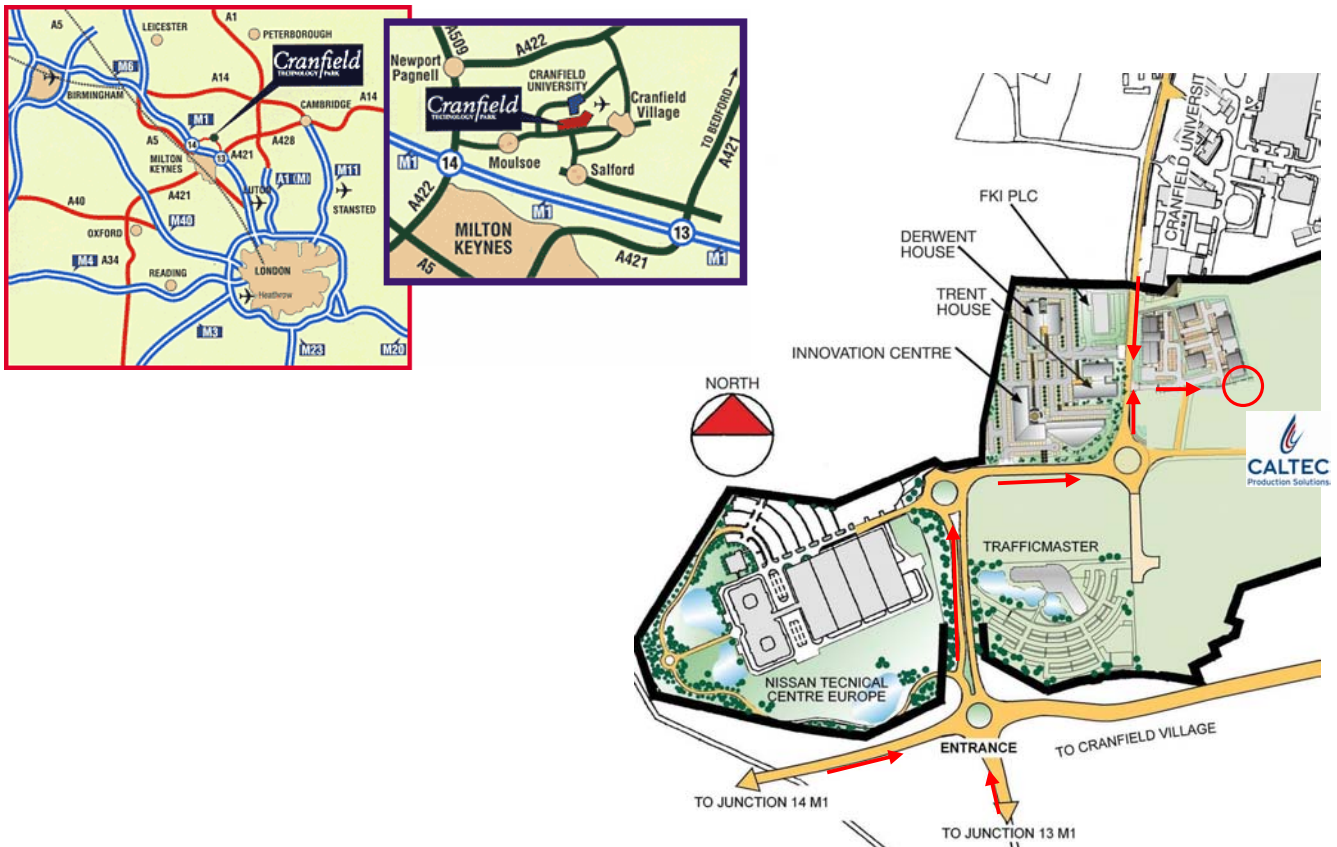 A5
LEICESTER
A1
PETERBOROUGH
M6
Cranfield
TECHNOLOGY PARK
A14
BIRMINGHAM
CAMBRIDGE
A14
M1
A5
14
A428
MILTON
KEYNES
13
A421
A421
A1(M)
M11
LUTON
STANSTED
A40
M40
OXFORD
M4
A34
READING
LONDON
Heathrow
M3
M23
M20
A509
A422
Newport
Pagnell
CRANFIELD
UNIVERSITY
Cranfield
TECHNOLOGY PARK
Cranfield
Village
TO BEDFORD
A421
M1
14
Moulsoe
Salford
A422
M1
MILTON
KEYNES
13
A5
A421
M1
CRANFIELD UNIVERSITY
CRANFIELD UNIVERSITY
FKI PLC
DERWENT
HOUSE
TRENT
HOUSE
INNOVATION CENTRE
NORTH
CALTEC
Production Solutions.
TRAFFICMASTER
NISSAN TECNICAL
CENTRE EUROPE
ENTRANCE
TO CRANFIELD VILLAGE
TO JUNCTION 14 M1
TO JUNCTION 13 M1